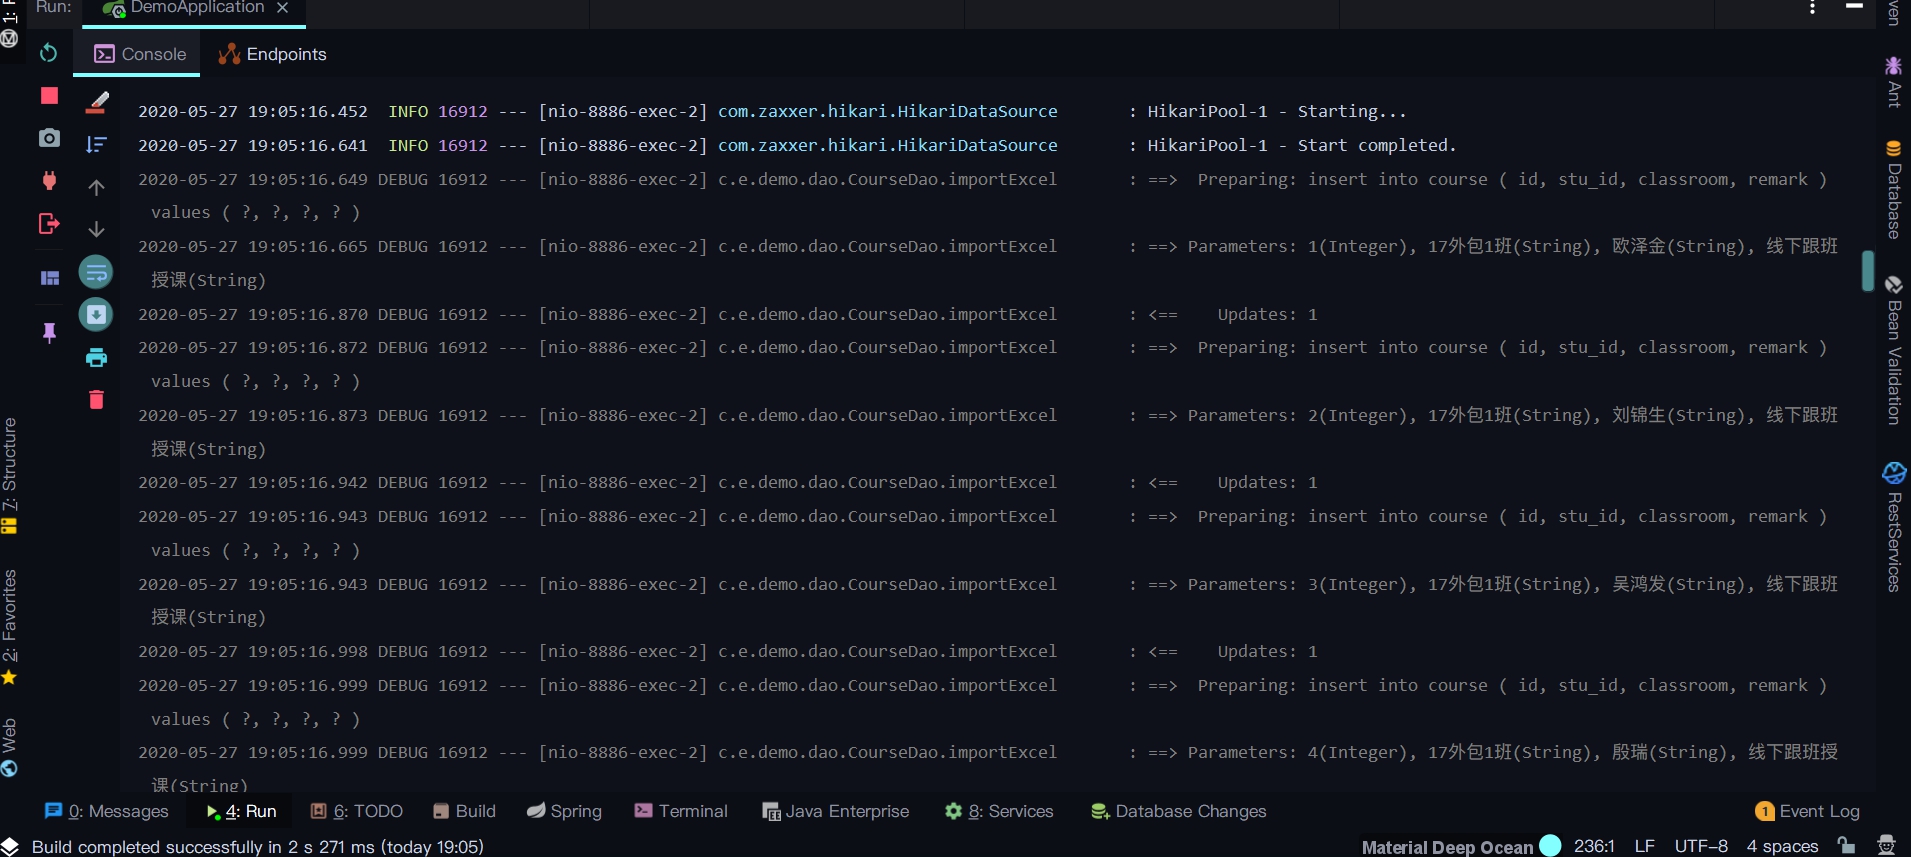 Run: DemoApplication
Console Endpoints
2020-05-27 19:05:16.452  INFO 16912 --- [nio-8886-exec-2] com.zaxxer.hikari.HikariDataSource       : HikariPool-1 - Starting...
2020-05-27 19:05:16.641  INFO 16912 --- [nio-8886-exec-2] com.zaxxer.hikari.HikariDataSource       : HikariPool-1 - Start completed.
2020-05-27 19:05:16.649 DEBUG 16912 --- [nio-8886-exec-2] c.e.demo.dao.CourseDao.importExcel       : ==>  Preparing: insert into course ( id, stu_id, classroom, remark )
values ( ?, ?, ?, ? )
2020-05-27 19:05:16.665 DEBUG 16912 --- [nio-8886-exec-2] c.e.demo.dao.CourseDao.importExcel       : ==> Parameters: 1(Integer), 17外包1班(String), 欧泽金(String), 线下跟班
授课(String)
2020-05-27 19:05:16.870 DEBUG 16912 --- [nio-8886-exec-2] c.e.demo.dao.CourseDao.importExcel       : <==    Updates: 1
2020-05-27 19:05:16.872 DEBUG 16912 --- [nio-8886-exec-2] c.e.demo.dao.CourseDao.importExcel       : ==>  Preparing: insert into course ( id, stu_id, classroom, remark )
values ( ?, ?, ?, ? )
2020-05-27 19:05:16.873 DEBUG 16912 --- [nio-8886-exec-2] c.e.demo.dao.CourseDao.importExcel       : ==> Parameters: 2(Integer), 17外包1班(String), 刘锦生(String), 线下跟班
授课(String)
2020-05-27 19:05:16.942 DEBUG 16912 --- [nio-8886-exec-2] c.e.demo.dao.CourseDao.importExcel       : <==    Updates: 1
2020-05-27 19:05:16.943 DEBUG 16912 --- [nio-8886-exec-2] c.e.demo.dao.CourseDao.importExcel       : ==>  Preparing: insert into course ( id, stu_id, classroom, remark )
values ( ?, ?, ?, ? )
2020-05-27 19:05:16.943 DEBUG 16912 --- [nio-8886-exec-2] c.e.demo.dao.CourseDao.importExcel       : ==> Parameters: 3(Integer), 17外包1班(String), 吴鸿发(String), 线下跟班
授课(String)
2020-05-27 19:05:16.998 DEBUG 16912 --- [nio-8886-exec-2] c.e.demo.dao.CourseDao.importExcel       : <==    Updates: 1
2020-05-27 19:05:16.999 DEBUG 16912 --- [nio-8886-exec-2] c.e.demo.dao.CourseDao.importExcel       : ==>  Preparing: insert into course ( id, stu_id, classroom, remark )
values ( ?, ?, ?, ? )
2020-05-27 19:05:16.999 DEBUG 16912 --- [nio-8886-exec-2] c.e.demo.dao.CourseDao.importExcel       : ==> Parameters: 4(Integer), 17外包1班(String), 殷瑞(String), 线下跟班授
课(String)
7: Structure
2: Favorites
Web
Ant
Database
Bean Validation
RestServices
0: Messages 4: Run 6: TODO Build Spring Terminal Java Enterprise 8: Services Database Changes 1 Event Log
Build completed successfully in 2 s 271 ms (today 19:05) Material Deep Ocean 236:1 LF UTF-8 4 spaces